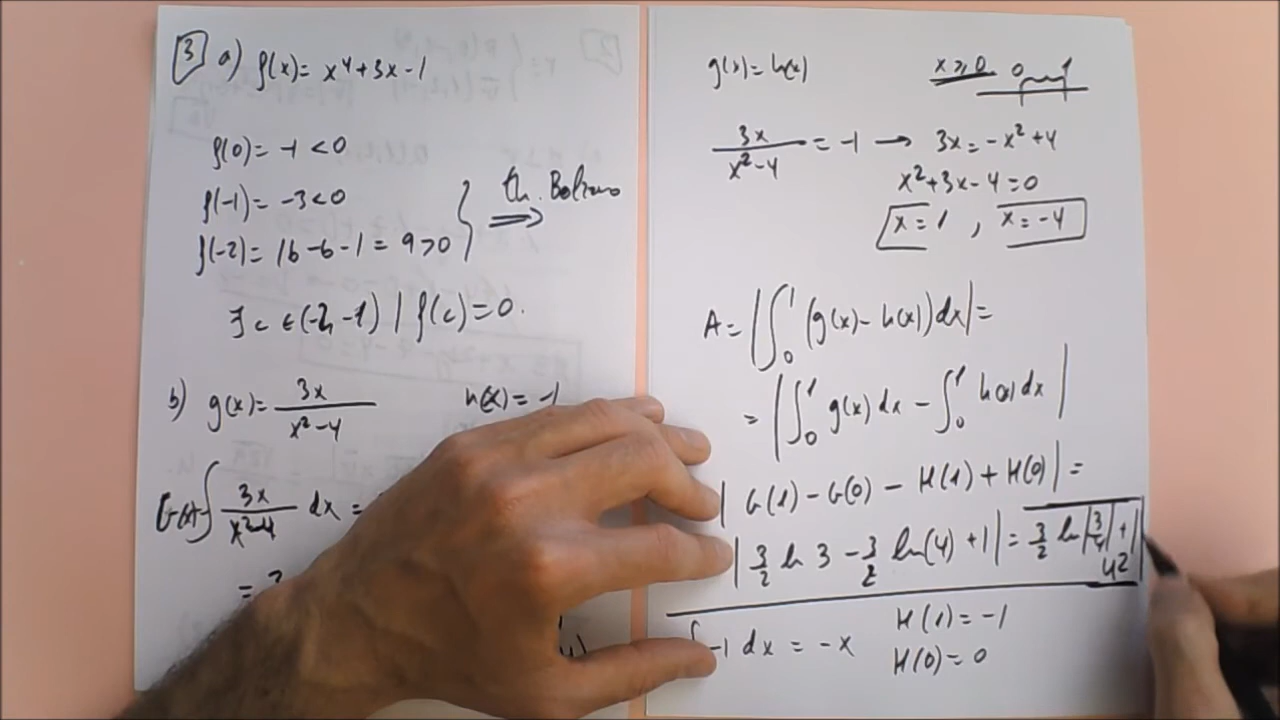 3 a) f(x) = x⁴+3x-1
f(0) = -1 < 0
f(-1) = -3 < 0
f(-2) = 16-6-1 = 9 > 0
⟹ th. Bolzano
∃ c ∈ (-2,-1) | f(c) = 0.
b) g(x) = 3x/(x²-4) h(x) = -1
G(x) = ∫ 3x/(x²-4) dx =
=
g(x) = h(x) x ≥ 0 0 1
3x/(x²-4) = -1 → 3x = -x²+4
x²+3x-4 = 0
x = 1 , x = -4
A = |∫₀¹ (g(x) - h(x)) dx| =
= |∫₀¹ g(x) dx - ∫₀¹ h(x) dx|
| G(1) - G(0) - H(1) + H(0) | =
| 3/2 ln 3 - 3/2 ln(4) + 1 | = 3/2 ln |3/4| + 1
u²
∫ -1 dx = -x H(1) = -1
H(0) = 0